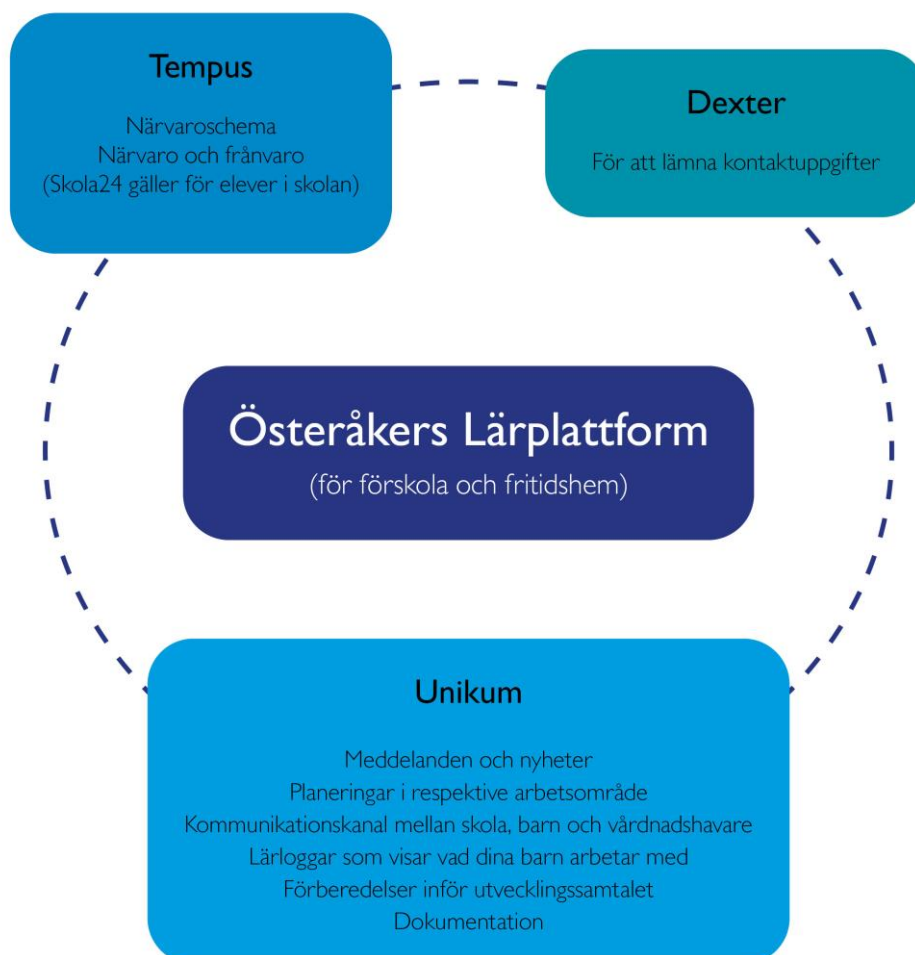 Tempus
Närvaroschema
Närvaro och frånvaro
(Skola24 gäller för elever i skolan)
Dexter
För att lämna kontaktuppgifter
Österåkers Lärplattform
(för förskola och fritidshem)
Unikum
Meddelanden och nyheter
Planeringar i respektive arbetsområde
Kommunikationskanal mellan skola, barn och vårdnadshavare
Lärloggar som visar vad dina barn arbetar med
Förberedelser inför utvecklingssamtalet
Dokumentation